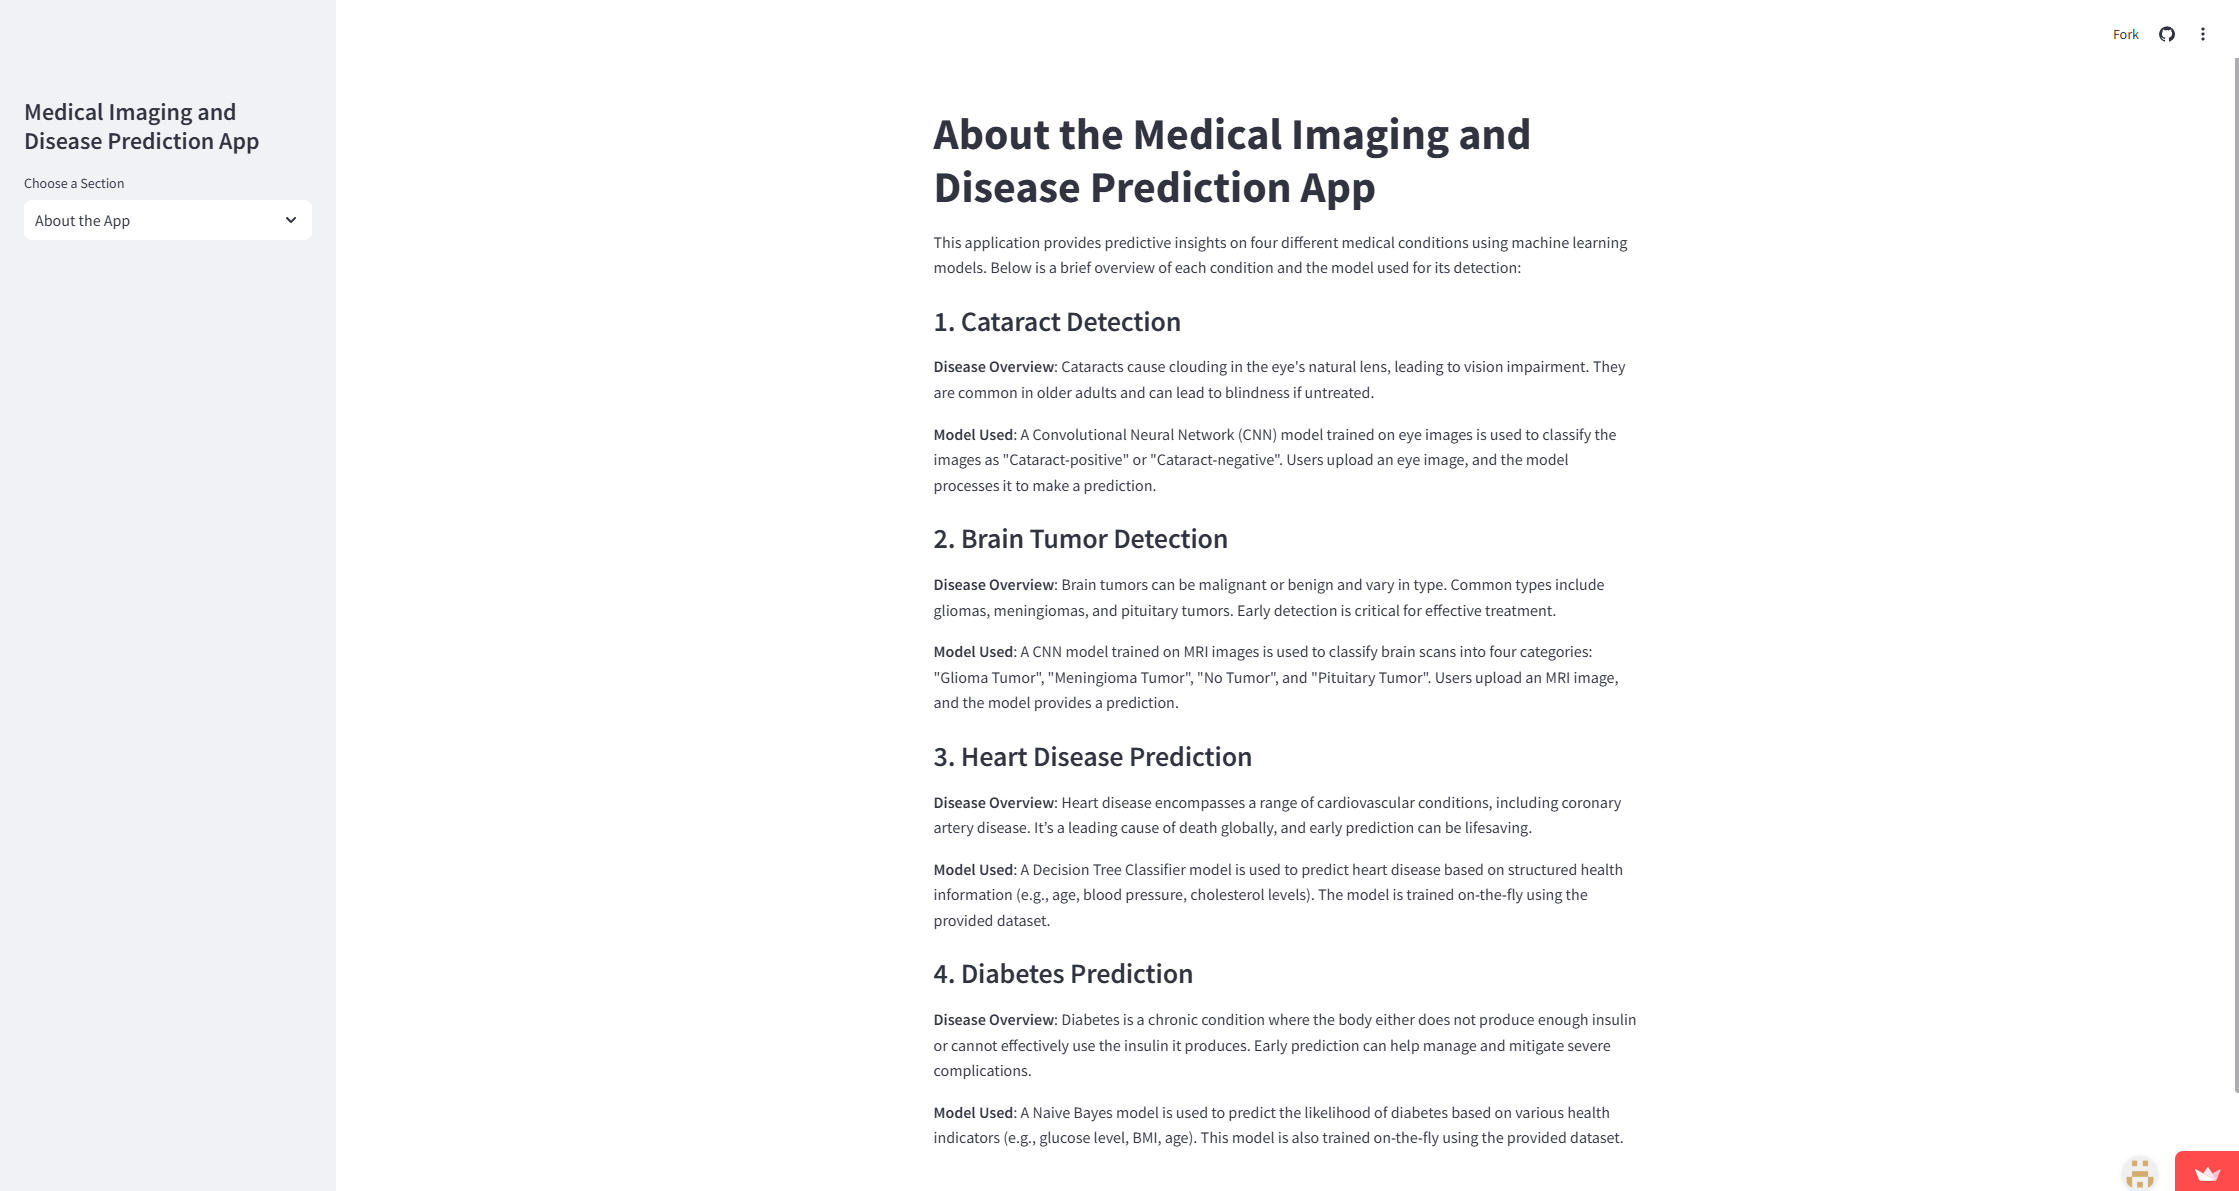 Fork
Medical Imaging and
Disease Prediction App
Choose a Section
About the App
About the Medical Imaging and
Disease Prediction App
This application provides predictive insights on four different medical conditions using machine learning
models. Below is a brief overview of each condition and the model used for its detection:
1. Cataract Detection
Disease Overview: Cataracts cause clouding in the eye's natural lens, leading to vision impairment. They
are common in older adults and can lead to blindness if untreated.
Model Used: A Convolutional Neural Network (CNN) model trained on eye images is used to classify the
images as "Cataract-positive" or "Cataract-negative". Users upload an eye image, and the model
processes it to make a prediction.
2. Brain Tumor Detection
Disease Overview: Brain tumors can be malignant or benign and vary in type. Common types include
gliomas, meningiomas, and pituitary tumors. Early detection is critical for effective treatment.
Model Used: A CNN model trained on MRI images is used to classify brain scans into four categories:
"Glioma Tumor", "Meningioma Tumor", "No Tumor", and "Pituitary Tumor". Users upload an MRI image,
and the model provides a prediction.
3. Heart Disease Prediction
Disease Overview: Heart disease encompasses a range of cardiovascular conditions, including coronary
artery disease. It’s a leading cause of death globally, and early prediction can be lifesaving.
Model Used: A Decision Tree Classifier model is used to predict heart disease based on structured health
information (e.g., age, blood pressure, cholesterol levels). The model is trained on-the-fly using the
provided dataset.
4. Diabetes Prediction
Disease Overview: Diabetes is a chronic condition where the body either does not produce enough insulin
or cannot effectively use the insulin it produces. Early prediction can help manage and mitigate severe
complications.
Model Used: A Naive Bayes model is used to predict the likelihood of diabetes based on various health
indicators (e.g., glucose level, BMI, age). This model is also trained on-the-fly using the provided dataset.